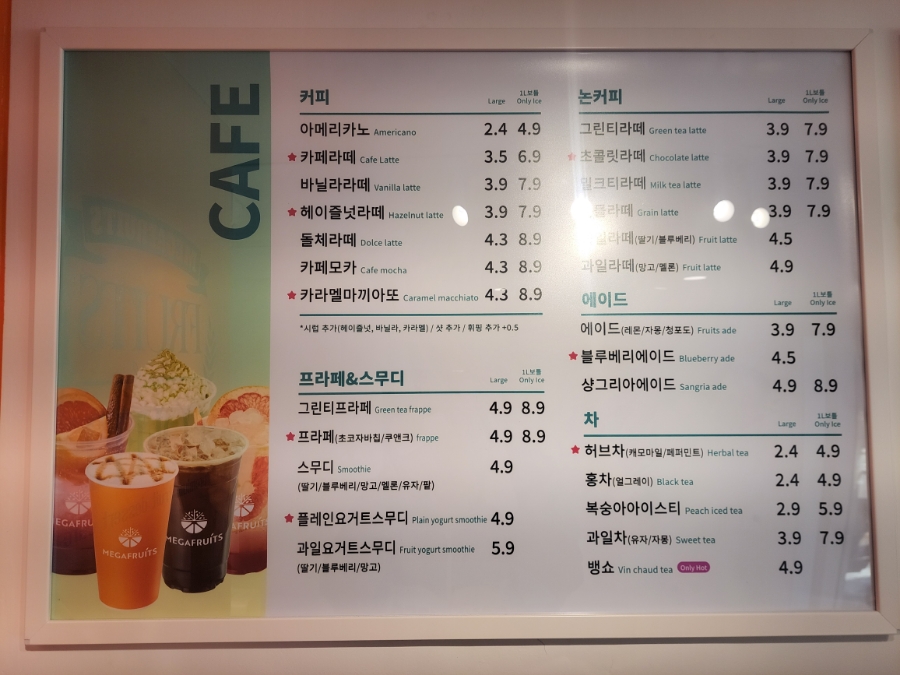 CAFE
커피 Large 1L보틀 Only Ice
아메리카노 Americano 2.4 4.9
카페라떼 Cafe Latte 3.5 6.9
바닐라라떼 Vanilla latte 3.9 7.9
헤이즐넛라떼 Hazelnut latte 3.9 7.9
돌체라떼 Dolce latte 4.3 8.9
카페모카 Cafe mocha 4.3 8.9
카라멜마끼아또 Caramel macchiato 4.3 8.9
*시럽 추가(헤이즐넛, 바닐라, 카라멜) / 샷 추가 / 휘핑 추가 +0.5
프라페&스무디 Large 1L보틀 Only Ice
그린티프라페 Green tea frappe 4.9 8.9
프라페(초코자바칩/쿠앤크) frappe 4.9 8.9
스무디 Smoothie 4.9
(딸기/블루베리/망고/멜론/유자/팥)
플레인요거트스무디 Plain yogurt smoothie 4.9
과일요거트스무디 Fruit yogurt smoothie 5.9
(딸기/블루베리/망고)
논커피 Large 1L보틀 Only Ice
그린티라떼 Green tea latte 3.9 7.9
초콜릿라떼 Chocolate latte 3.9 7.9
밀크티라떼 Milk tea latte 3.9 7.9
Grain latte 3.9 7.9
과일라떼(딸기/블루베리) Fruit latte 4.5
과일라떼(망고/멜론) Fruit latte 4.9
에이드 Large 1L보틀 Only Ice
에이드(레몬/자몽/청포도) Fruits ade 3.9 7.9
블루베리에이드 Blueberry ade 4.5
샹그리아에이드 Sangria ade 4.9 8.9
차 Large 1L보틀 Only Ice
허브차(캐모마일/페퍼민트) Herbal tea 2.4 4.9
홍차(얼그레이) Black tea 2.4 4.9
복숭아아이스티 Peach iced tea 2.9 5.9
과일차(유자/자몽) Sweet tea 3.9 7.9
뱅쇼 Vin chaud tea Only Hot 4.9
MEGAFRUITS
MEGAFRUITS